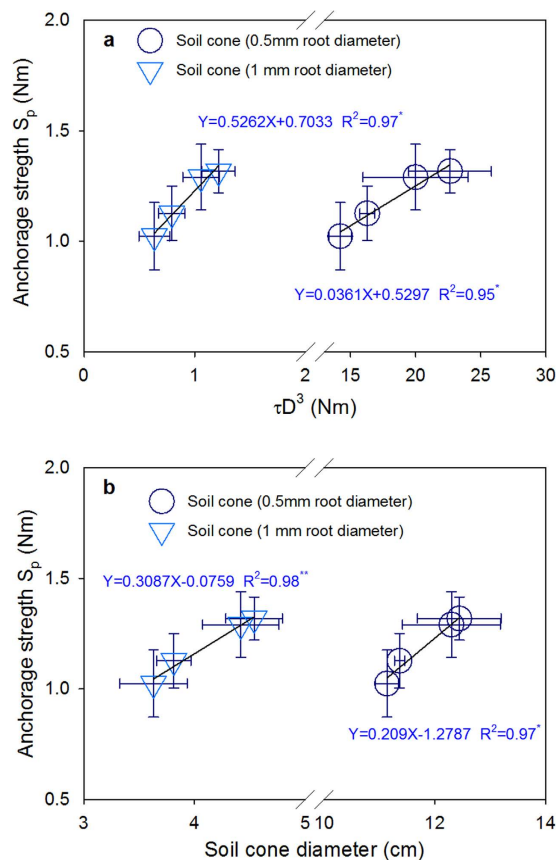 a
Soil cone (0.5mm root diameter)
Soil cone (1 mm root diameter)
Y=0.5262X+0.7033 R²=0.97*
Y=0.0361X+0.5297 R²=0.95*
Anchorage stregth Sₚ (Nm)
2.0
1.5
1.0
0.5
0 1 2 15 20 25 30
τD³ (Nm)
b
Soil cone (0.5mm root diameter)
Soil cone (1 mm root diameter)
Y=0.3087X-0.0759 R²=0.98**
Y=0.209X-1.2787 R²=0.97*
Anchorage stregth Sₚ (Nm)
2.0
1.5
1.0
0.5
3 4 5 10 12 14
Soil cone diameter (cm)